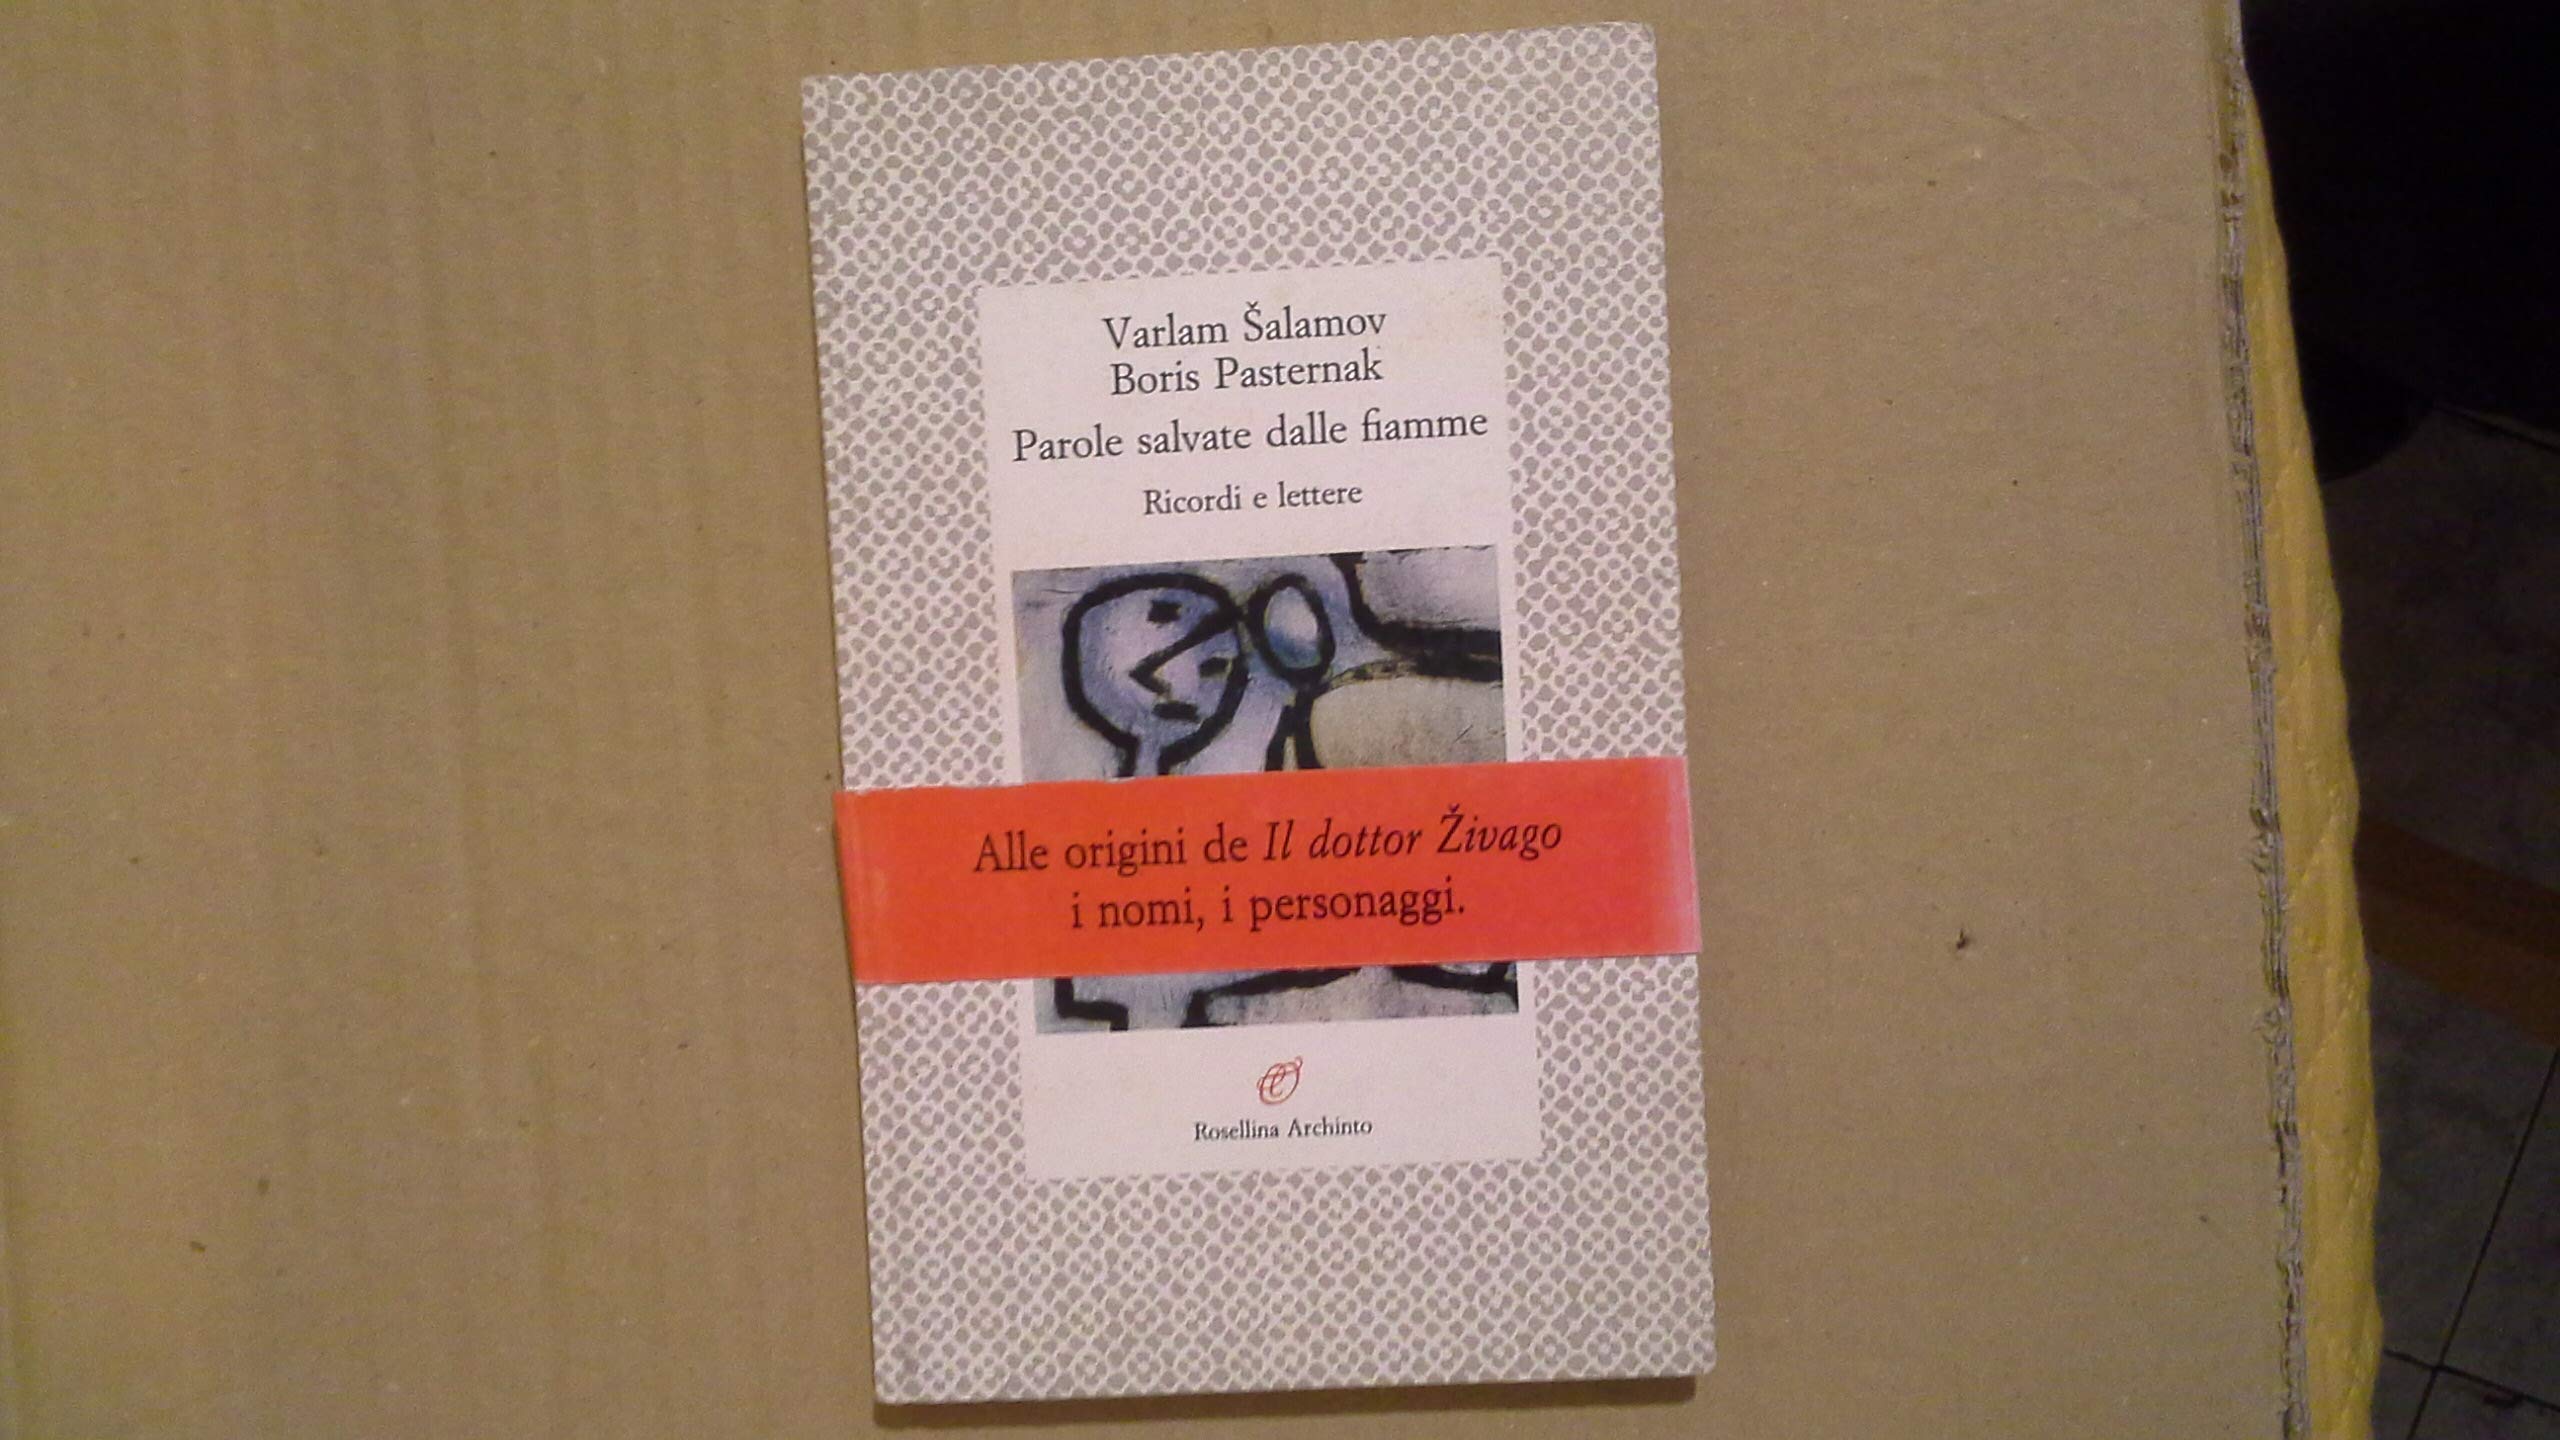 Varlam Šalamov
Boris Pasternak
Parole salvate dalle fiamme
Ricordi e lettere
Alle origini de Il dottor Živago
i nomi, i personaggi.
Rosellina Archinto